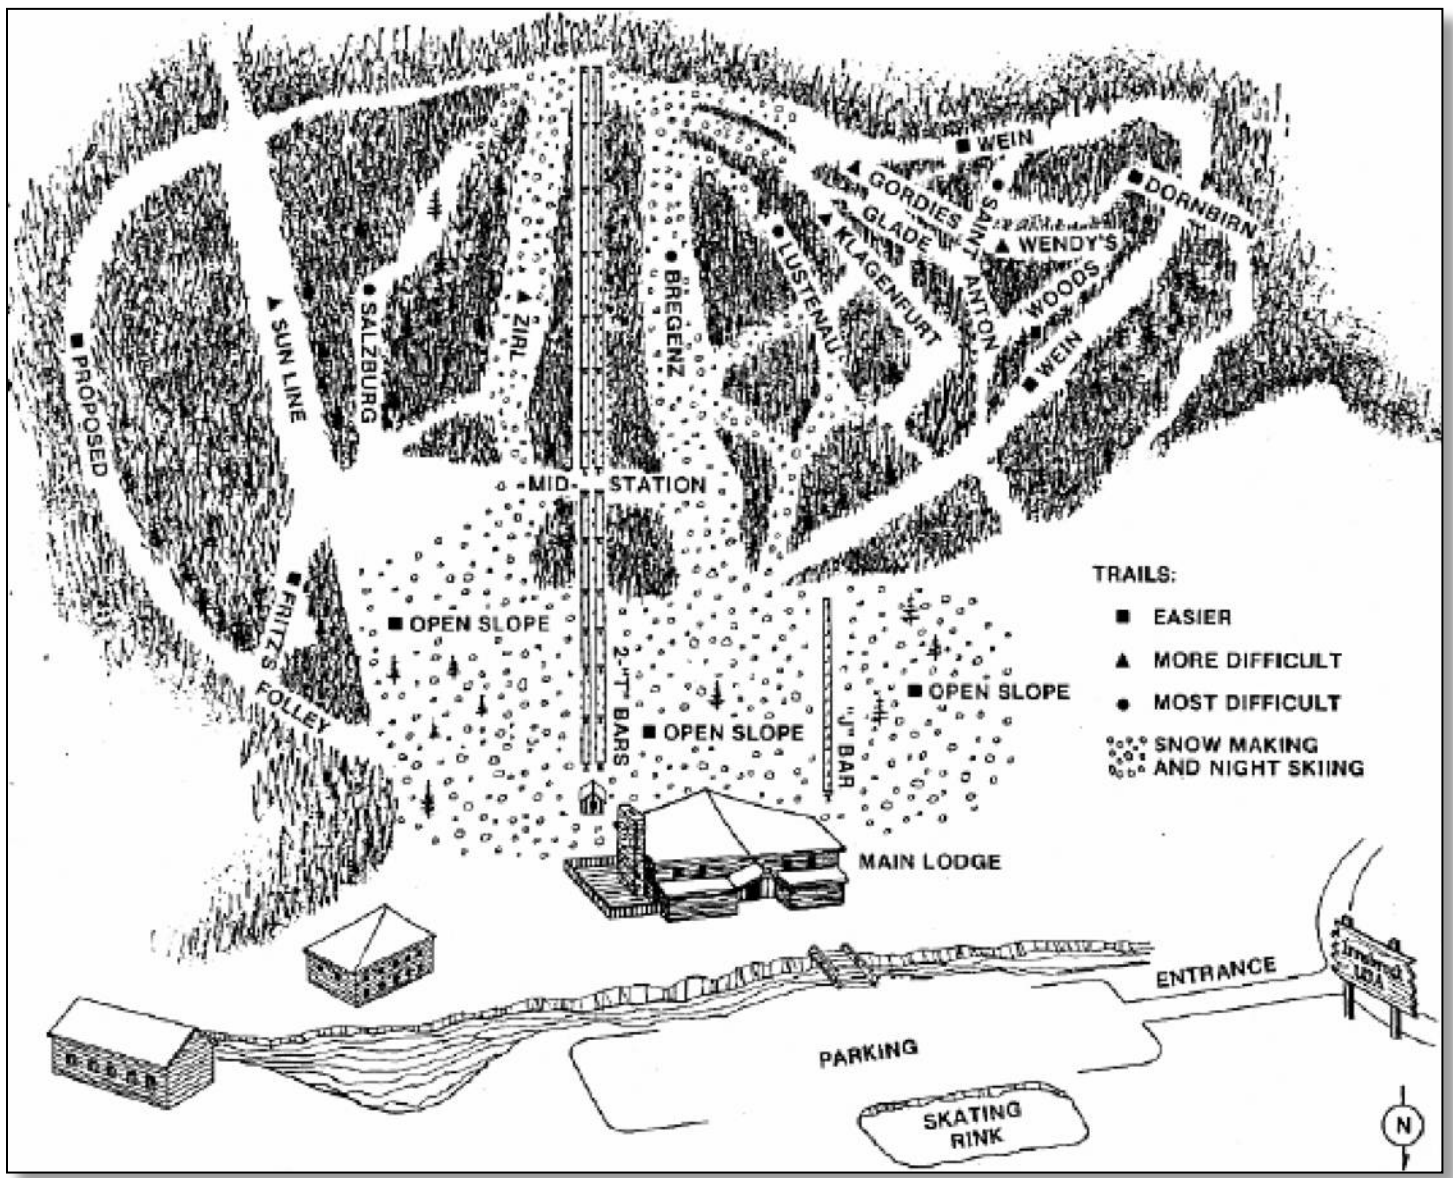 WEIN
GORDIES
GLADE
SAINT ANTON
DORNBIRN
WENDY'S
KLAGENFURT
LUSTENAU
BREGENZ
WOODS
WEIN
ZIRL
SALZBURG
SUN LINE
PROPOSED
MID-STATION
FRITZ'S
FOLLEY
OPEN SLOPE
2-"T" BARS
OPEN SLOPE
"J" BAR
OPEN SLOPE
TRAILS:
EASIER
MORE DIFFICULT
MOST DIFFICULT
SNOW MAKING
AND NIGHT SKIING
MAIN LODGE
ENTRANCE
Innsbruck
USA
PARKING
SKATING
RINK
N